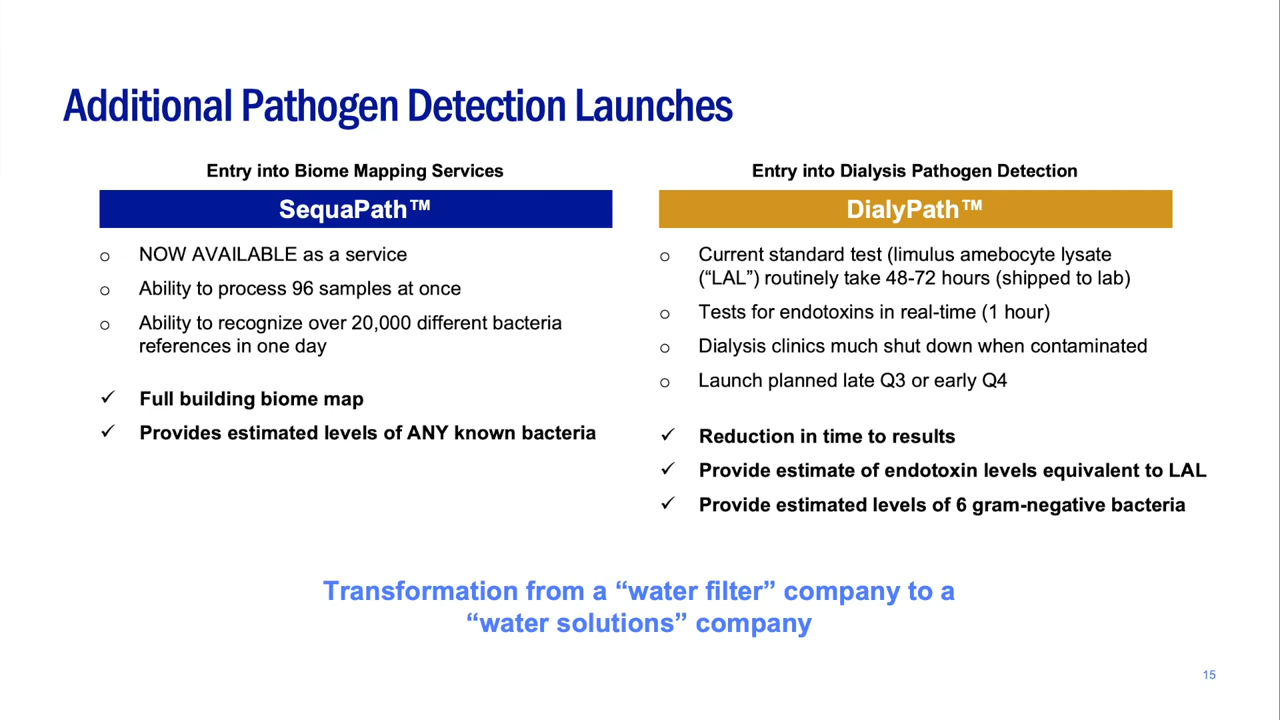 Additional Pathogen Detection Launches
Entry into Biome Mapping Services
SequaPath™
o NOW AVAILABLE as a service
o Ability to process 96 samples at once
o Ability to recognize over 20,000 different bacteria
references in one day
✓ Full building biome map
✓ Provides estimated levels of ANY known bacteria
Entry into Dialysis Pathogen Detection
DialyPath™
o Current standard test (limulus amebocyte lysate
(“LAL”) routinely take 48-72 hours (shipped to lab)
o Tests for endotoxins in real-time (1 hour)
o Dialysis clinics much shut down when contaminated
o Launch planned late Q3 or early Q4
✓ Reduction in time to results
✓ Provide estimate of endotoxin levels equivalent to LAL
✓ Provide estimated levels of 6 gram-negative bacteria
Transformation from a “water filter” company to a
“water solutions” company
15